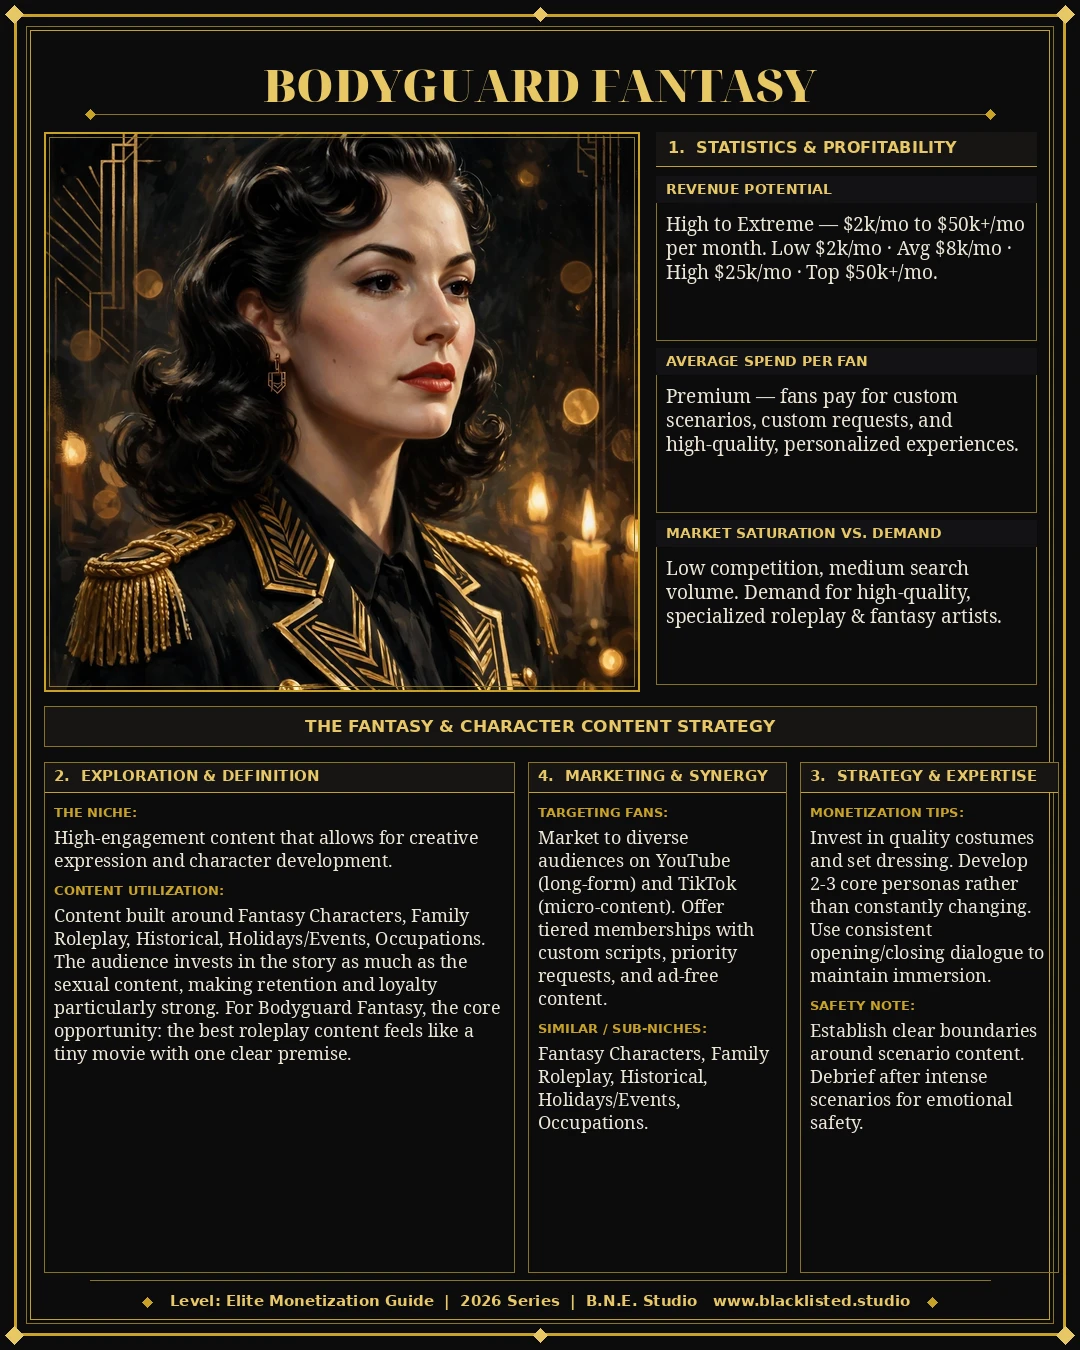 BODYGUARD FANTASY
1. STATISTICS & PROFITABILITY
REVENUE POTENTIAL
High to Extreme — $2k/mo to $50k+/mo
per month. Low $2k/mo · Avg $8k/mo ·
High $25k/mo · Top $50k+/mo.
AVERAGE SPEND PER FAN
Premium — fans pay for custom
scenarios, custom requests, and
high-quality, personalized experiences.
MARKET SATURATION VS. DEMAND
Low competition, medium search
volume. Demand for high-quality,
specialized roleplay & fantasy artists.
THE FANTASY & CHARACTER CONTENT STRATEGY
2. EXPLORATION & DEFINITION
THE NICHE:
High-engagement content that allows for creative
expression and character development.
CONTENT UTILIZATION:
Content built around Fantasy Characters, Family
Roleplay, Historical, Holidays/Events, Occupations.
The audience invests in the story as much as the
sexual content, making retention and loyalty
particularly strong. For Bodyguard Fantasy, the core
opportunity: the best roleplay content feels like a
tiny movie with one clear premise.
4. MARKETING & SYNERGY
TARGETING FANS:
Market to diverse
audiences on YouTube
(long-form) and TikTok
(micro-content). Offer
tiered memberships with
custom scripts, priority
requests, and ad-free
content.
SIMILAR / SUB-NICHES:
Fantasy Characters, Family
Roleplay, Historical,
Holidays/Events,
Occupations.
3. STRATEGY & EXPERTISE
MONETIZATION TIPS:
Invest in quality costumes
and set dressing. Develop
2-3 core personas rather
than constantly changing.
Use consistent
opening/closing dialogue to
maintain immersion.
SAFETY NOTE:
Establish clear boundaries
around scenario content.
Debrief after intense
scenarios for emotional
safety.
Level: Elite Monetization Guide | 2026 Series | B.N.E. Studio www.blacklisted.studio